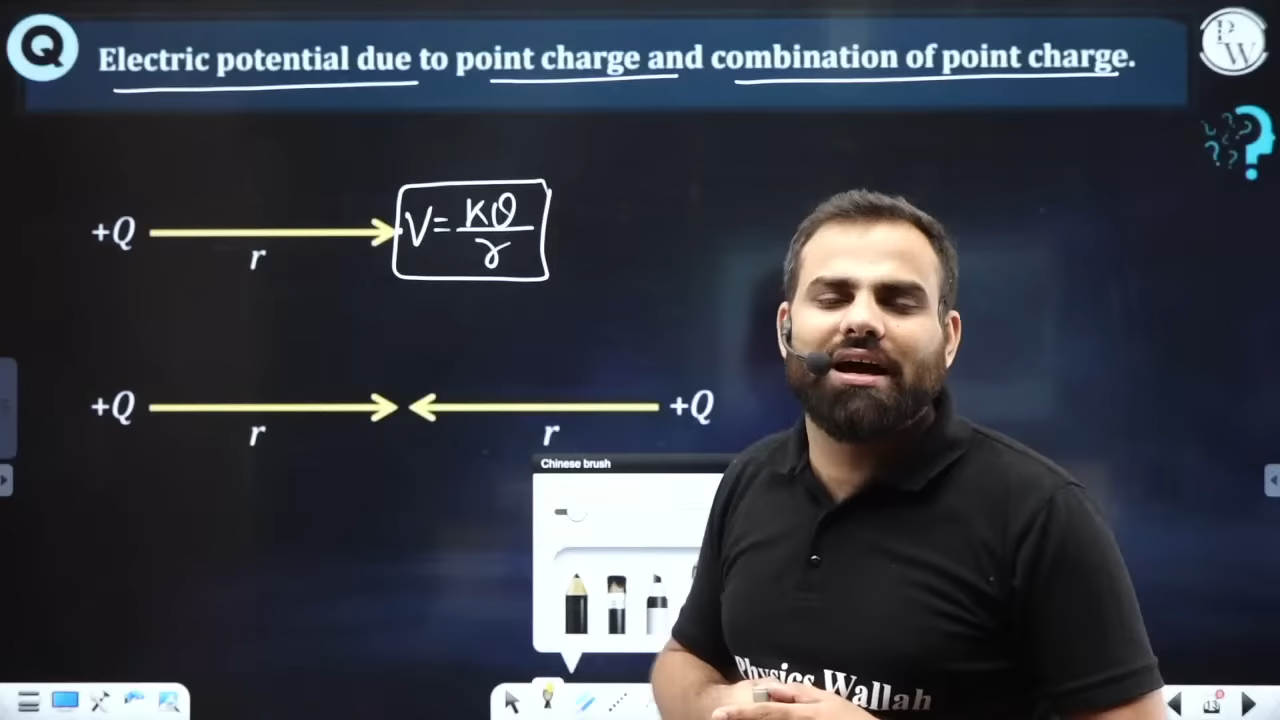 Q
Electric potential due to point charge and combination of point charge.
P
W
+Q
r
V=KQ/r
+Q
r
r
+Q
Chinese brush
Physics Wallah